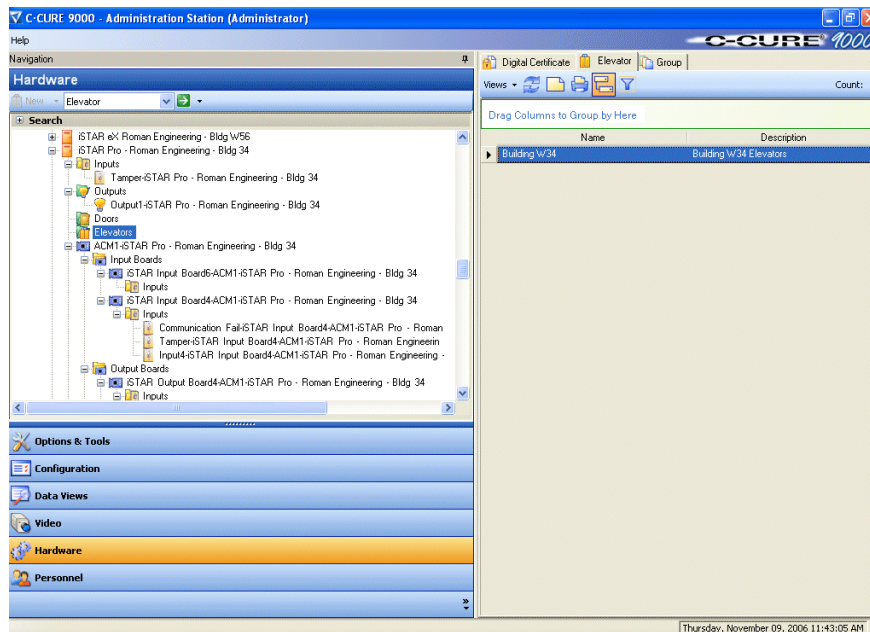 C-CURE 9000 - Administration Station (Administrator)
Help
C-CURE® 9000
Navigation
Hardware
New
Elevator
Search
iSTAR eX Roman Engineering - Bldg W56
iSTAR Pro - Roman Engineering - Bldg 34
Inputs
Tamper-iSTAR Pro - Roman Engineering - Bldg 34
Outputs
Output1-iSTAR Pro - Roman Engineering - Bldg 34
Doors
Elevators
ACM1-iSTAR Pro - Roman Engineering - Bldg 34
Input Boards
iSTAR Input Board6-ACM1-iSTAR Pro - Roman Engineering - Bldg 34
Inputs
iSTAR Input Board4-ACM1-iSTAR Pro - Roman Engineering - Bldg 34
Inputs
Communication Fail-iSTAR Input Board4-ACM1-iSTAR Pro - Roman
Tamper-iSTAR Input Board4-ACM1-iSTAR Pro - Roman Engineerin
Input4-iSTAR Input Board4-ACM1-iSTAR Pro - Roman Engineering -
Output Boards
iSTAR Output Board4-ACM1-iSTAR Pro - Roman Engineering - Bldg 34
Inputs
Options & Tools
Configuration
Data Views
Video
Hardware
Personnel
Digital Certificate Elevator Group
Views Count:
Drag Columns to Group by Here
Name Description
Building W34 Building W34 Elevators
Thursday, November 09, 2006 11:43:05 AM